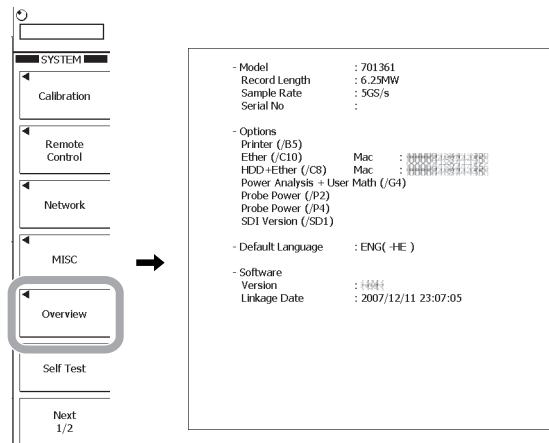 SYSTEM
Calibration
Remote
Control
Network
MISC
Overview
Self Test
Next
1/2
- Model : 701361
Record Length : 6.25MW
Sample Rate : 5GS/s
Serial No :
- Options
Printer (/B5)
Ether (/C10) Mac :
HDD+Ether (/C8) Mac :
Power Analysis + User Math (/G4)
Probe Power (/P2)
Probe Power (/P4)
SDI Version (/SD1)
- Default Language : ENG( -HE )
- Software
Version :
Linkage Date : 2007/12/11 23:07:05